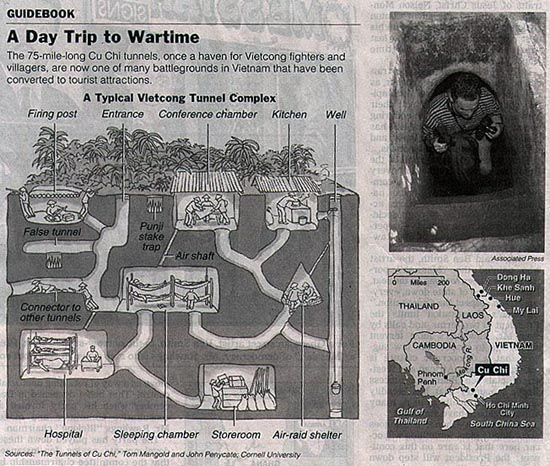 GUIDEBOOK
A Day Trip to Wartime
The 75-mile-long Cu Chi tunnels, once a haven for Vietcong fighters and
villagers, are now one of many battlegrounds in Vietnam that have been
converted to tourist attractions.
A Typical Vietcong Tunnel Complex
Firing post Entrance Conference chamber Kitchen Well
False tunnel
Punji
stake
trap
Air shaft
Connector to
other tunnels
Hospital Sleeping chamber Storeroom Air-raid shelter
Sources: "The Tunnels of Cu Chi," Tom Mangold and John Penycate; Cornell University
Associated Press
0 Miles 200
Dong Ha
Khe Sanh
Hue
My Lai
THAILAND
LAOS
CAMBODIA
VIETNAM
Phnom
Penh
Cu Chi
Ho Chi Minh
City
Gulf of
Thailand
South China Sea